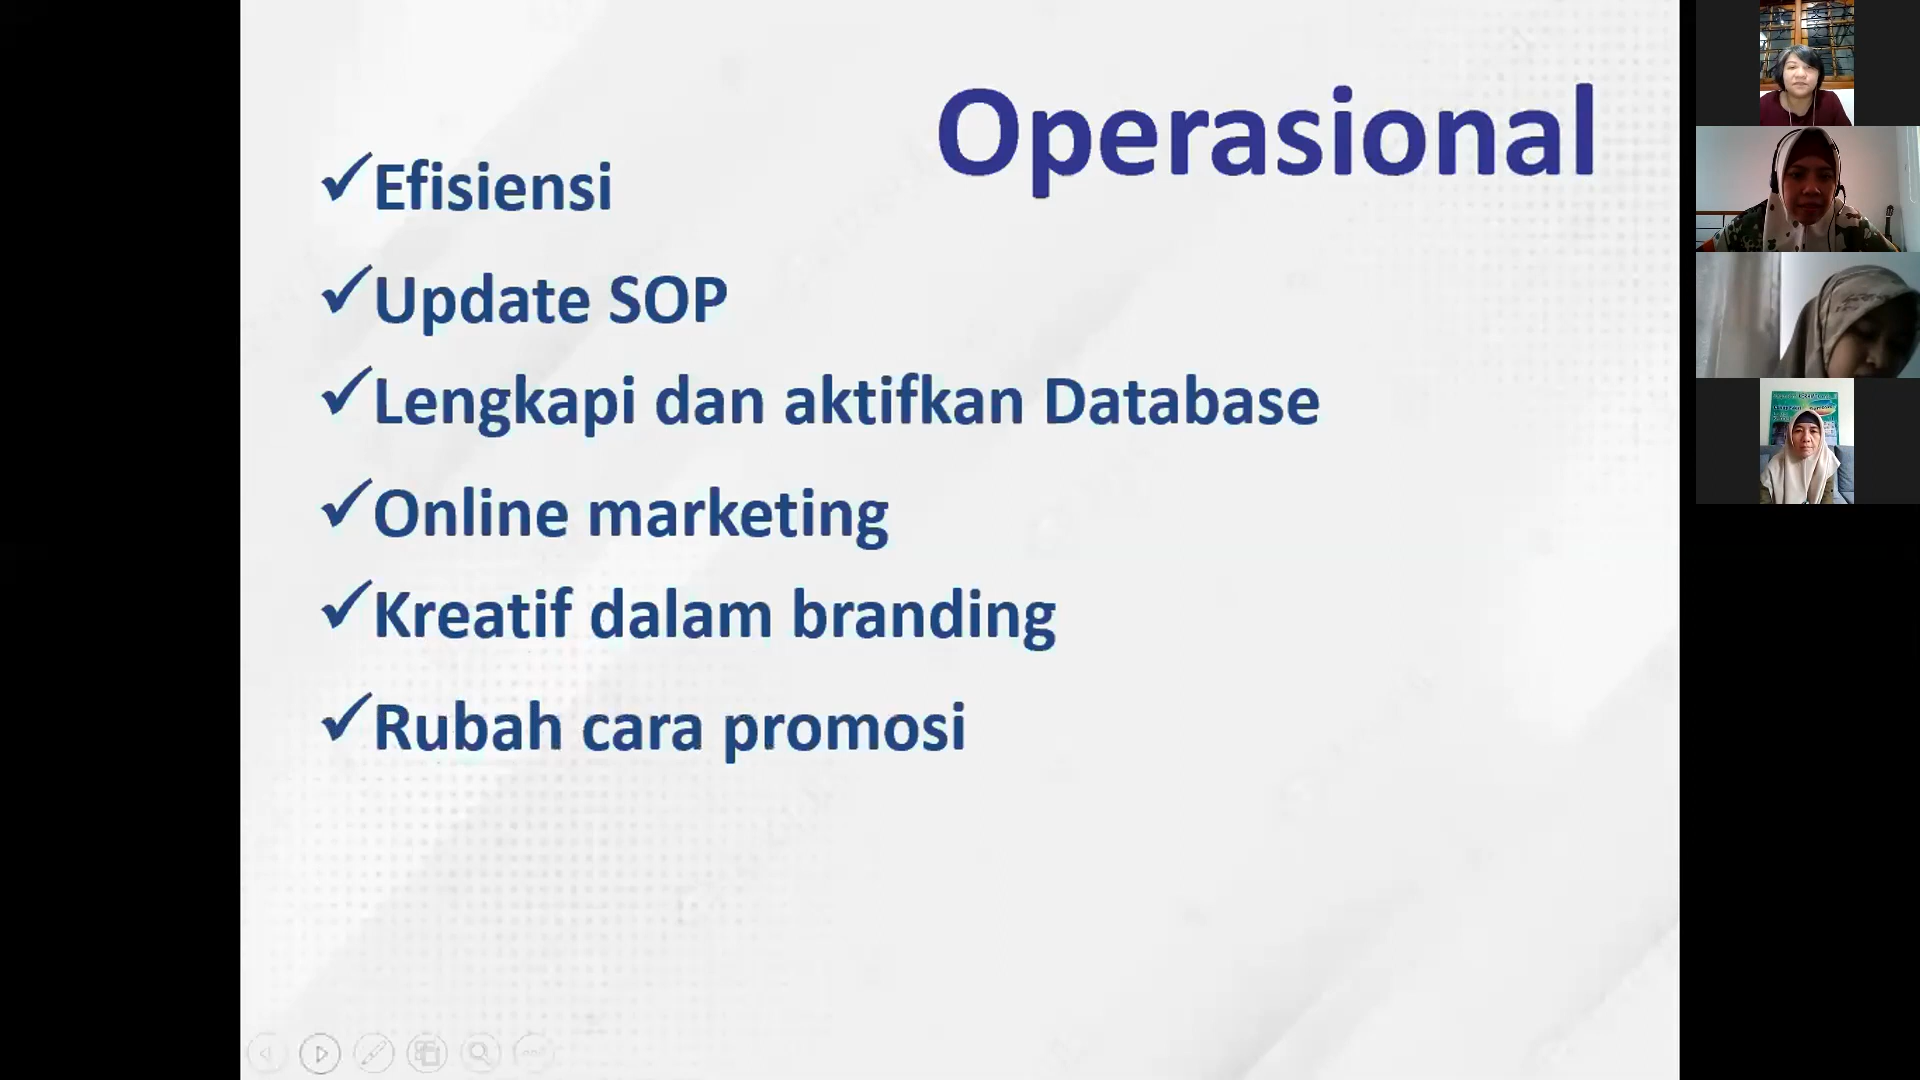 Operasional
✓Efisiensi
✓Update SOP
✓Lengkapi dan aktifkan Database
✓Online marketing
✓Kreatif dalam branding
✓Rubah cara promosi